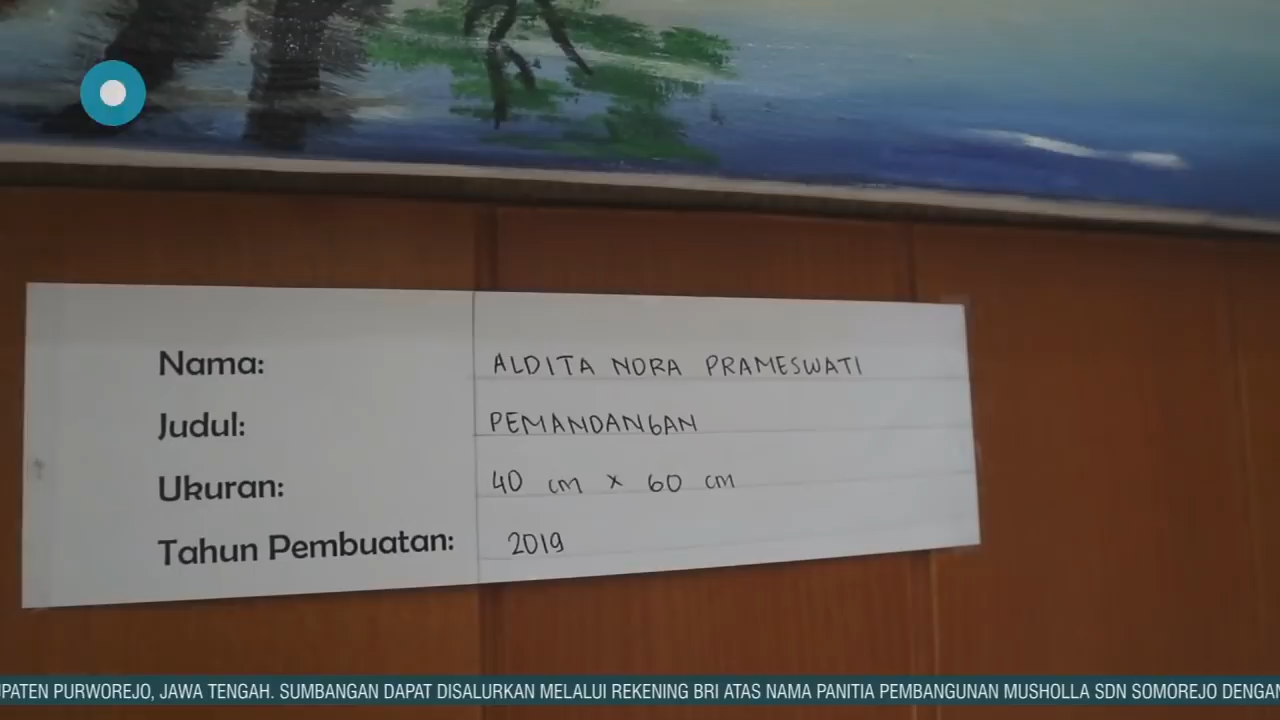 Nama: ALDITA NORA PRAMESWATI
Judul: PEMANDANGAN
Ukuran: 40 cm x 60 cm
Tahun Pembuatan: 2019
UPATEN PURWOREJO, JAWA TENGAH. SUMBANGAN DAPAT DISALURKAN MELALUI REKENING BRI ATAS NAMA PANITIA PEMBANGUNAN MUSHOLLA SDN SOMOREJO DENGAN